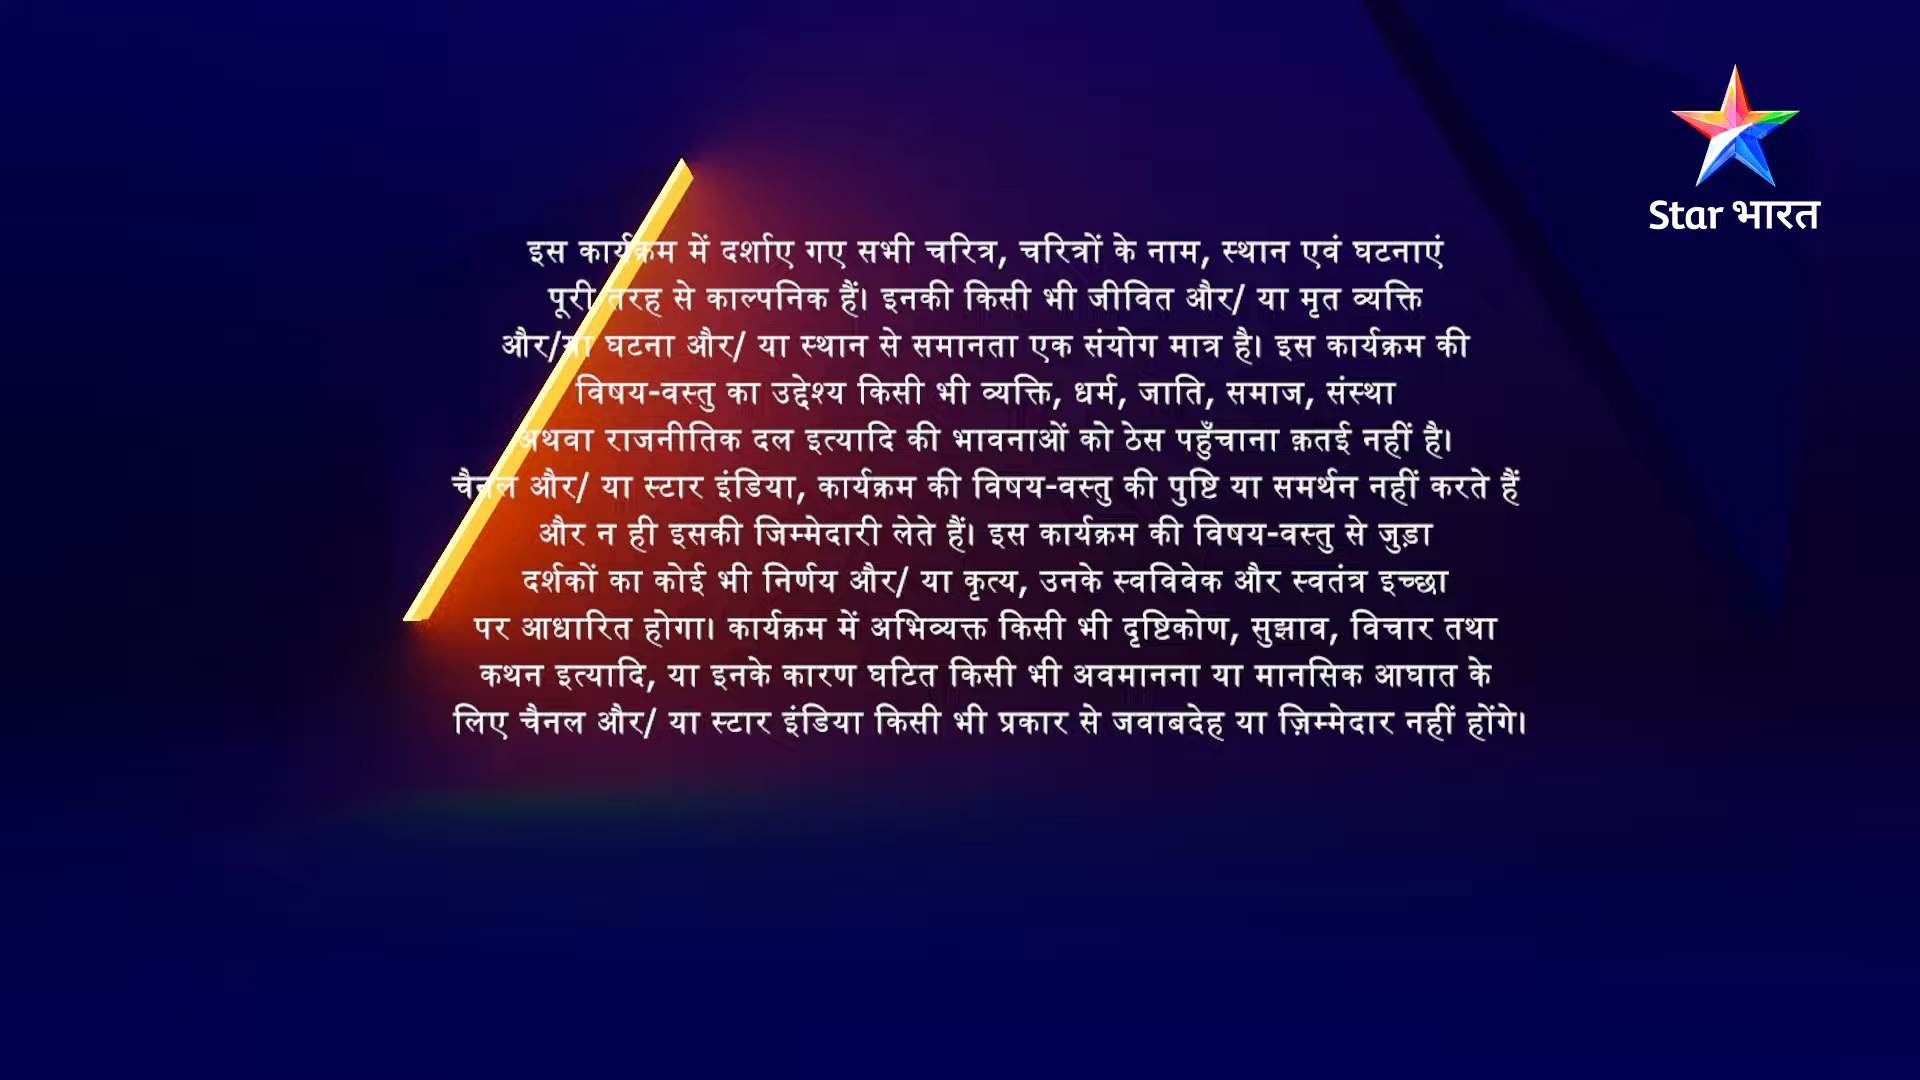 Star भारत
इस कार्यक्रम में दर्शाए गए सभी चरित्र, चरित्रों के नाम, स्थान एवं घटनाएं
पूरी तरह से काल्पनिक हैं। इनकी किसी भी जीवित और/ या मृत व्यक्ति
और/या घटना और/ या स्थान से समानता एक संयोग मात्र है। इस कार्यक्रम की
विषय-वस्तु का उद्देश्य किसी भी व्यक्ति, धर्म, जाति, समाज, संस्था
अथवा राजनीतिक दल इत्यादि की भावनाओं को ठेस पहुँचाना क़तई नहीं है।
चैनल और/ या स्टार इंडिया, कार्यक्रम की विषय-वस्तु की पुष्टि या समर्थन नहीं करते हैं
और न ही इसकी जिम्मेदारी लेते हैं। इस कार्यक्रम की विषय-वस्तु से जुड़ा
दर्शकों का कोई भी निर्णय और/ या कृत्य, उनके स्वविवेक और स्वतंत्र इच्छा
पर आधारित होगा। कार्यक्रम में अभिव्यक्त किसी भी दृष्टिकोण, सुझाव, विचार तथा
कथन इत्यादि, या इनके कारण घटित किसी भी अवमानना या मानसिक आघात के
लिए चैनल और/ या स्टार इंडिया किसी भी प्रकार से जवाबदेह या ज़िम्मेदार नहीं होंगे।